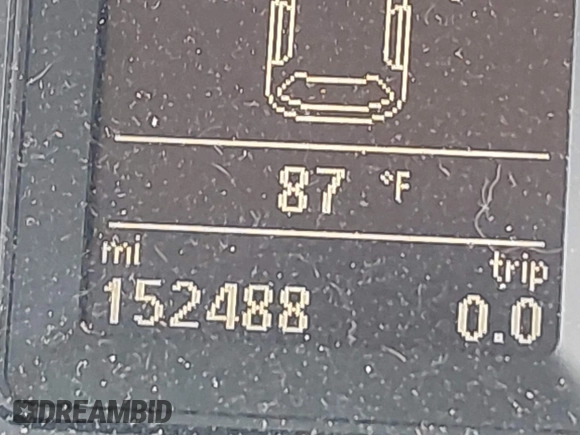 87 °F
mi trip
152488 0.0
DREAMBID